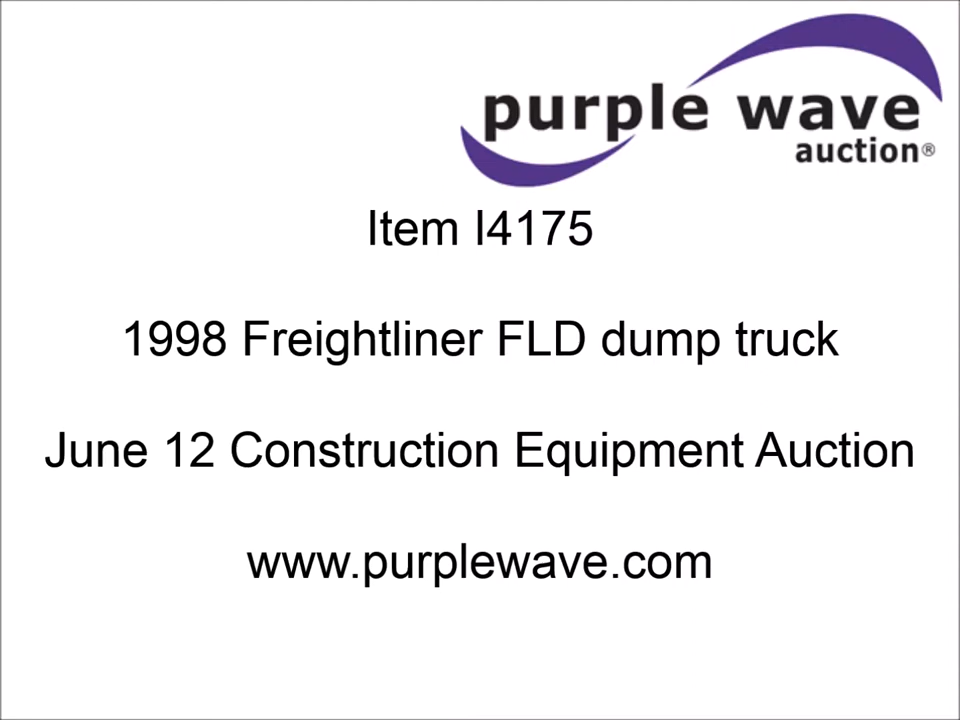 purple wave
auction®
Item I4175
1998 Freightliner FLD dump truck
June 12 Construction Equipment Auction
www.purplewave.com